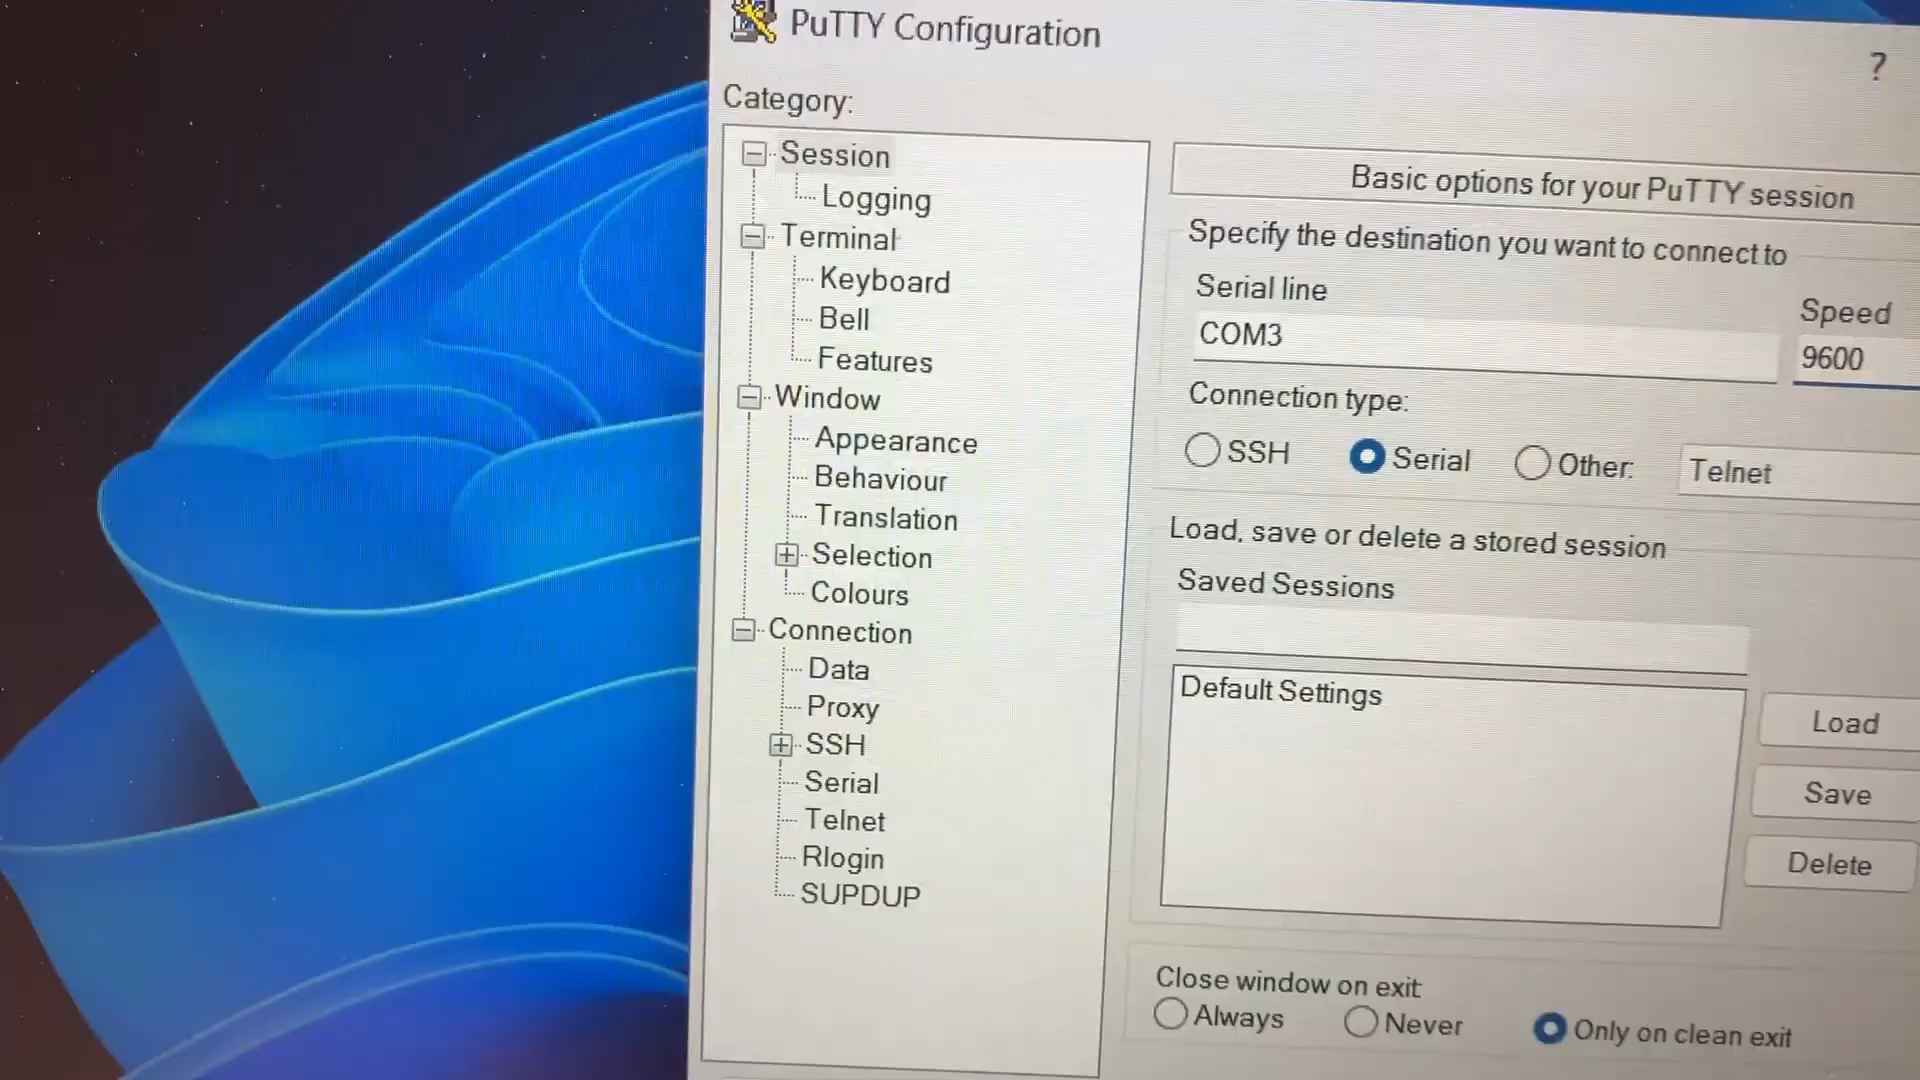 PuTTY Configuration
?
Category:
Session
Logging
Terminal
Keyboard
Bell
Features
Window
Appearance
Behaviour
Translation
Selection
Colours
Connection
Data
Proxy
SSH
Serial
Telnet
Rlogin
SUPDUP
Basic options for your PuTTY session
Specify the destination you want to connect to
Serial line
Speed
COM3
9600
Connection type:
SSH
Serial
Other:
Telnet
Load, save or delete a stored session
Saved Sessions
Default Settings
Load
Save
Delete
Close window on exit:
Always
Never
Only on clean exit